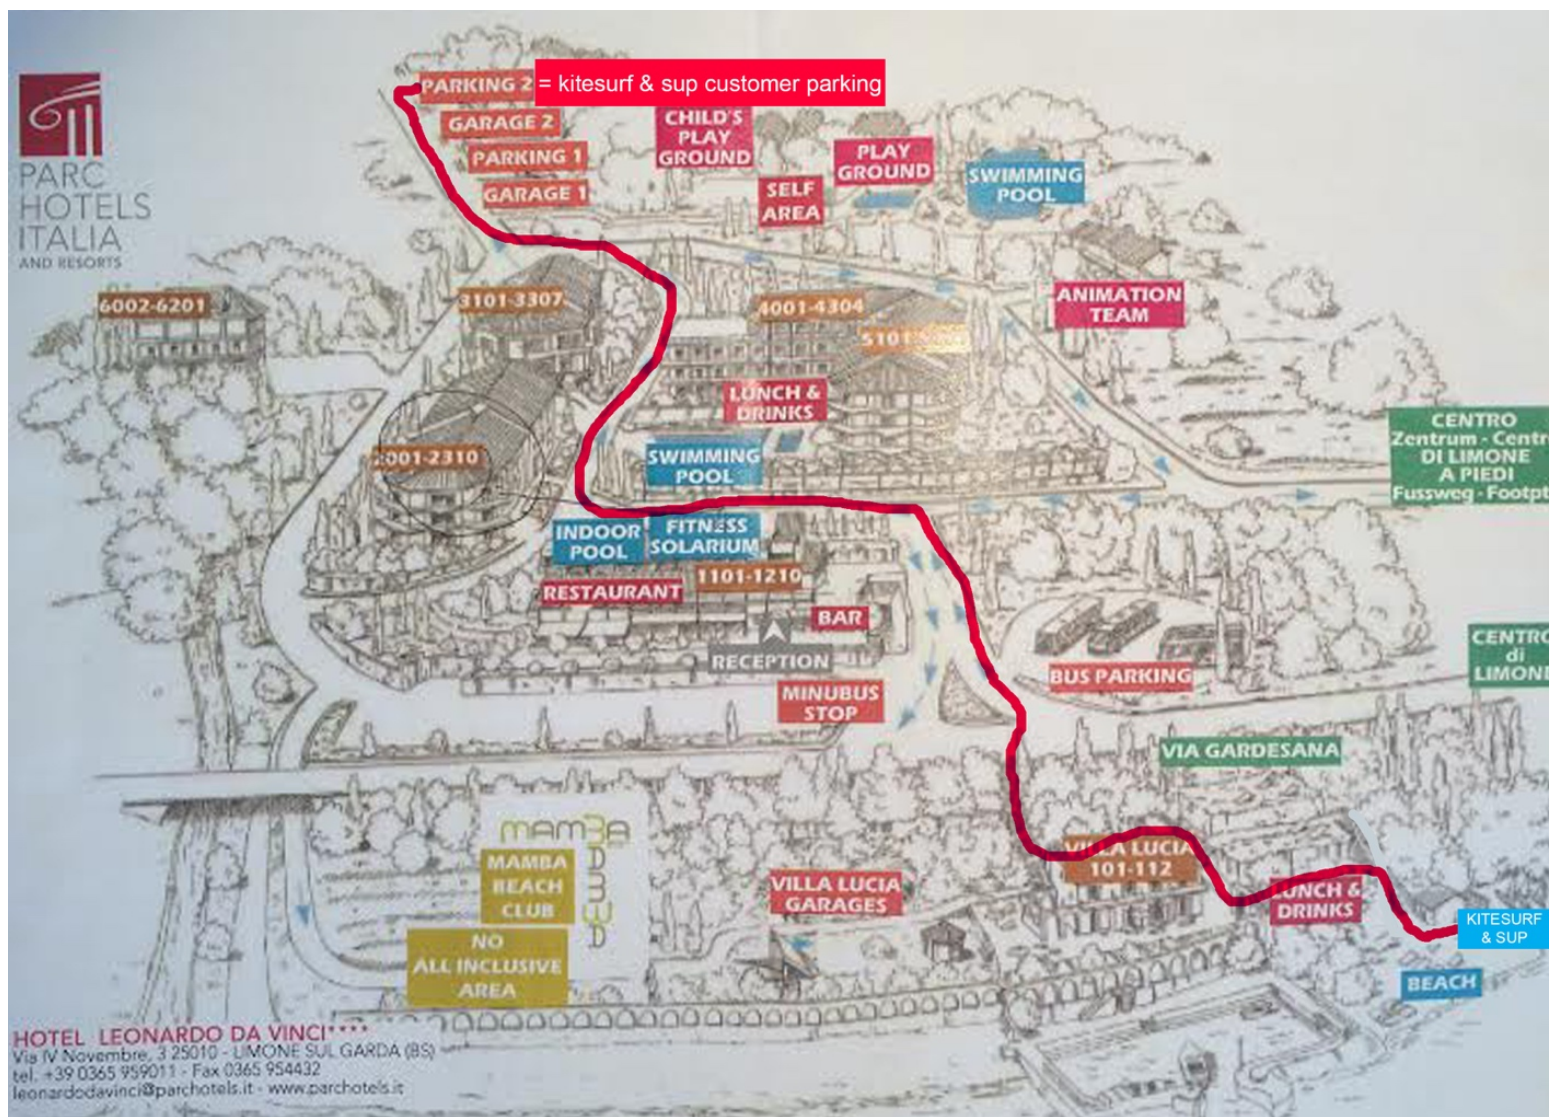 PARKING 2
= kitesurf & sup customer parking
GARAGE 2
PARKING 1
GARAGE 1
CHILD'S
PLAY
GROUND
PLAY
GROUND
SELF
AREA
SWIMMING
POOL
PARC
HOTELS
ITALIA
AND RESORTS
6002-6201
3101-3307
4001-4304
ANIMATION
TEAM
LUNCH &
DRINKS
2001-2310
SWIMMING
POOL
CENTRO
Zentrum - Centr
DI LIMONE
A PIEDI
Fussweg - Footpt
INDOOR
POOL
FITNESS
SOLARIUM
1101-1210
RESTAURANT
BAR
RECEPTION
MINUBUS
STOP
BUS PARKING
CENTRO
di
LIMONE
VIA GARDESANA
MAMBA
MAMBA
BEACH
CLUB
NO
ALL INCLUSIVE
AREA
VILLA LUCIA
GARAGES
VILLA LUCIA
101-112
LUNCH &
DRINKS
KITESURF
& SUP
BEACH
HOTEL LEONARDO DA VINCI****
Via IV Novembre, 3 25010 - LIMONE SUL GARDA (BS)
tel. +39 0365 959011 - Fax 0365 954432
leonardodavinci@parchotels.it - www.parchotels.it